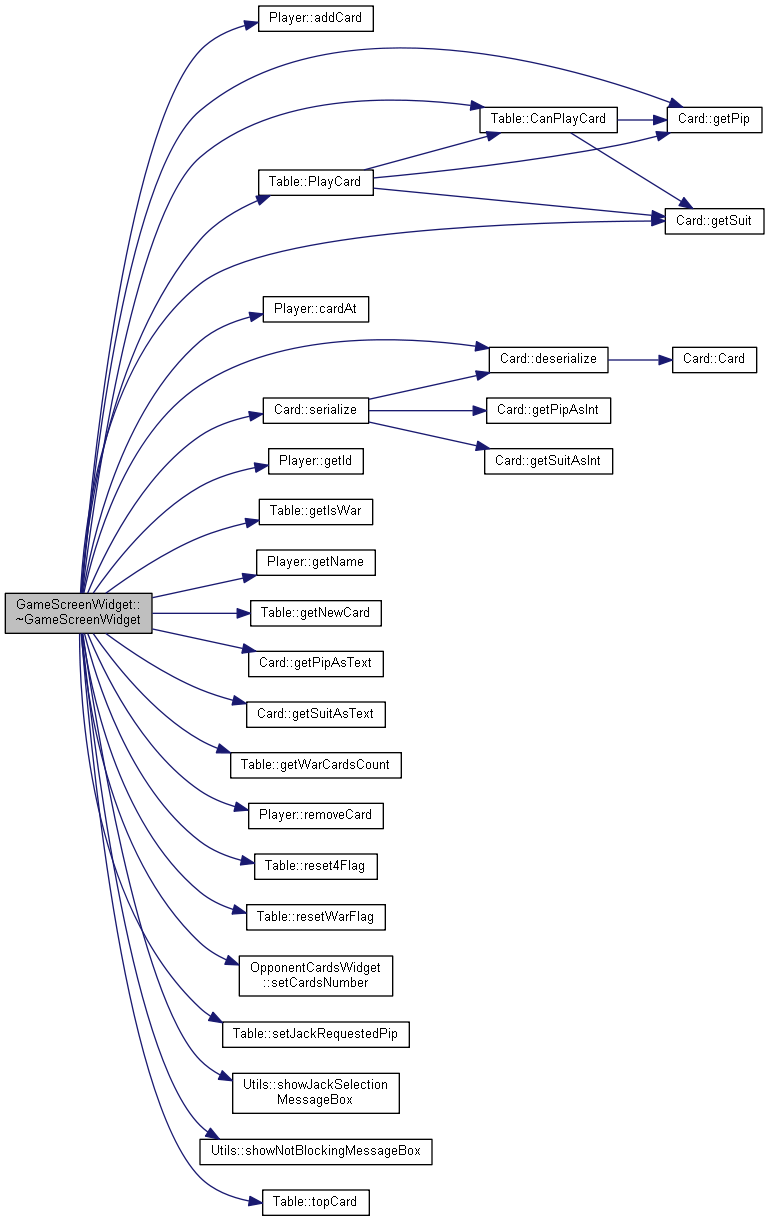 Player::addCard
Table::CanPlayCard
Card::getPip
Table::PlayCard
Card::getSuit
Player::cardAt
Card::deserialize
Card::Card
Card::serialize
Card::getPipAsInt
Player::getId
Card::getSuitAsInt
Table::getIsWar
Player::getName
GameScreenWidget::
~GameScreenWidget
Table::getNewCard
Card::getPipAsText
Card::getSuitAsText
Table::getWarCardsCount
Player::removeCard
Table::reset4Flag
Table::resetWarFlag
OpponentCardsWidget
::setCardsNumber
Table::setJackRequestedPip
Utils::showJackSelection
MessageBox
Utils::showNotBlockingMessageBox
Table::topCard